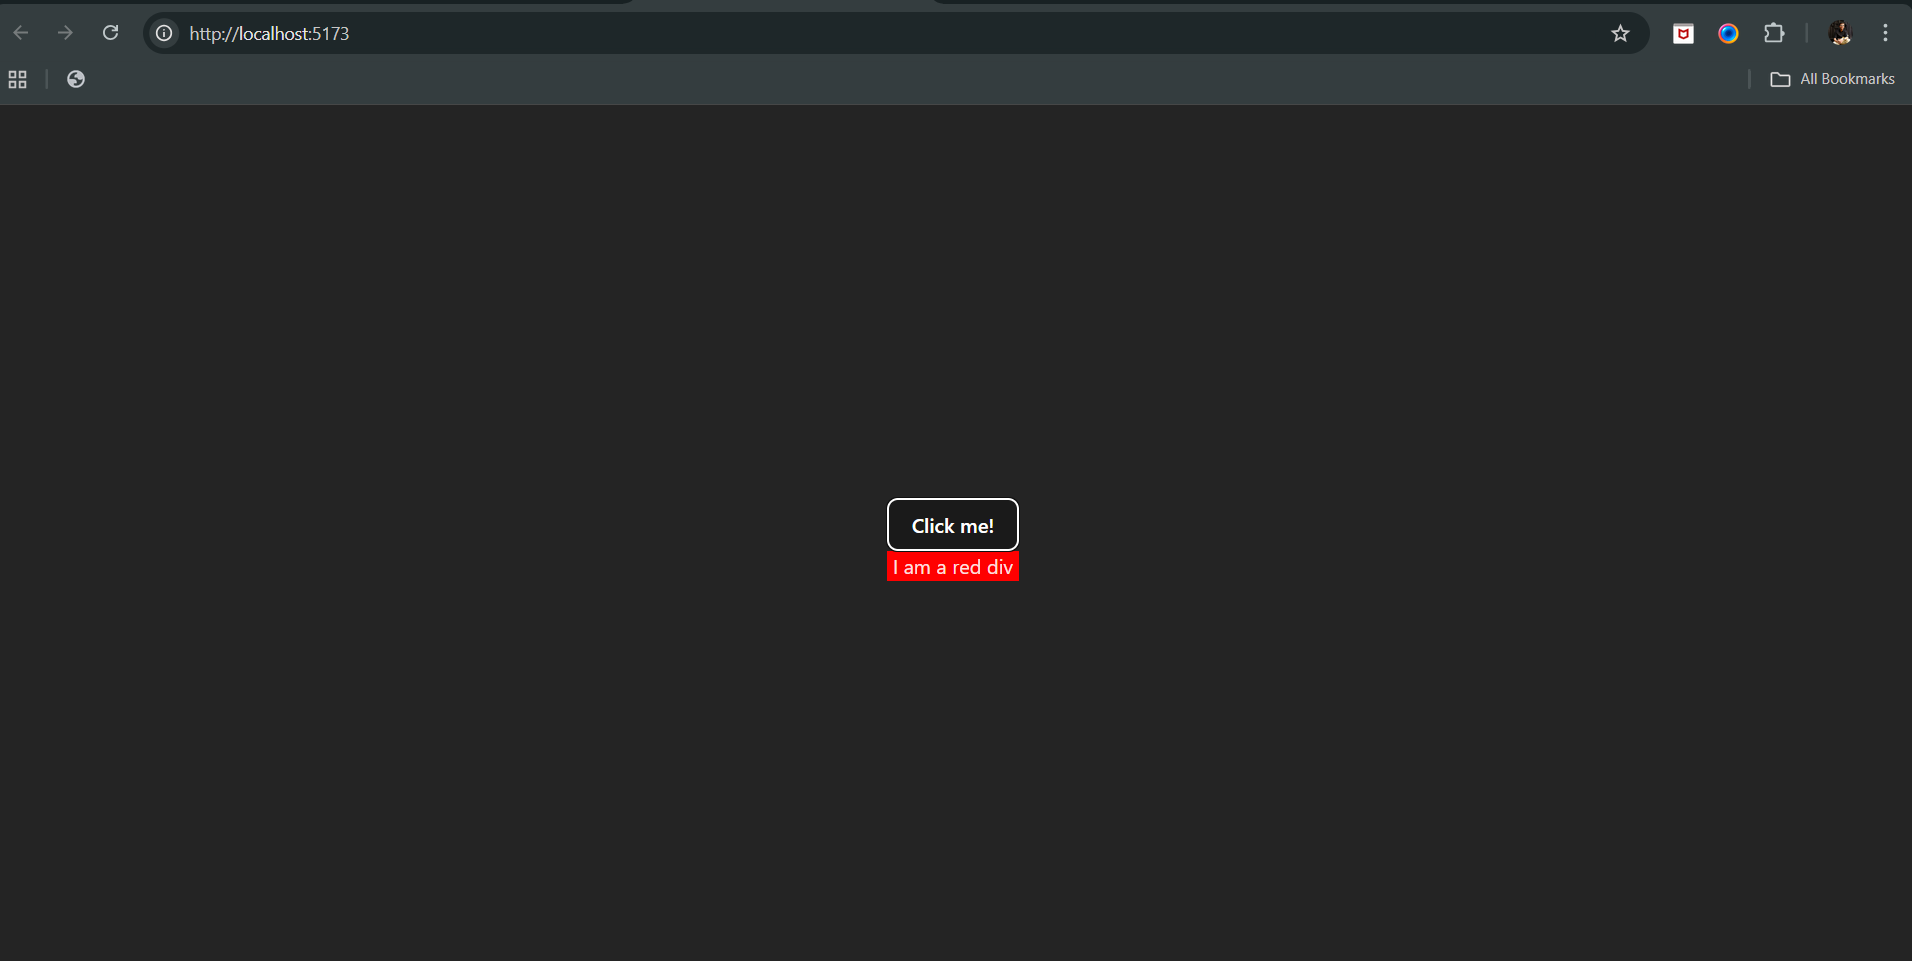 http://localhost:5173
All Bookmarks
Click me!
I am a red div